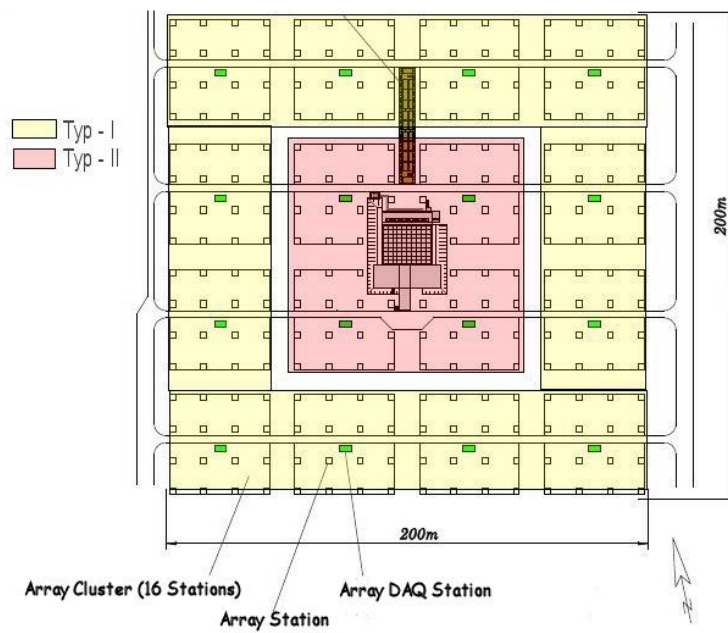 Typ - I
Typ - II
200m
200m
Array Cluster (16 Stations)
Array DAQ Station
Array Station